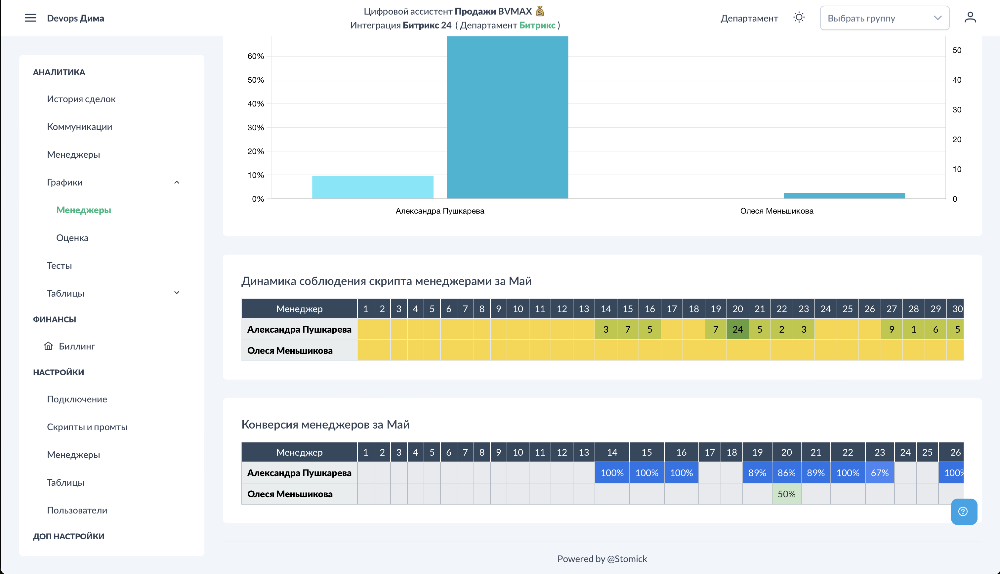 Devops Дима
Цифровой ассистент Продажи BVMAX 💰
Интеграция Битрикс 24 ( Департамент Битрикс )
Департамент
Выбрать группу
АНАЛИТИКА
История сделок
Коммуникации
Менеджеры
Графики
Менеджеры
Оценка
Тесты
Таблицы
ФИНАНСЫ
Биллинг
НАСТРОЙКИ
Подключение
Скрипты и промты
Менеджеры
Таблицы
Пользователи
ДОП НАСТРОЙКИ
60%
50%
40%
30%
20%
10%
0%
50
40
30
20
10
0
Александра Пушкарева
Олеся Меньшикова
Динамика соблюдения скрипта менеджерами за Май
Менеджер 1 2 3 4 5 6 7 8 9 10 11 12 13 14 15 16 17 18 19 20 21 22 23 24 25 26 27 28 29 30
Александра Пушкарева 3 7 5 7 24 5 2 3 9 1 6 5
Олеся Меньшикова
Конверсия менеджеров за Май
Менеджер 1 2 3 4 5 6 7 8 9 10 11 12 13 14 15 16 17 18 19 20 21 22 23 24 25 26
Александра Пушкарева 100% 100% 100% 89% 86% 89% 100% 67% 100%
Олеся Меньшикова 50%
Powered by @Stomick